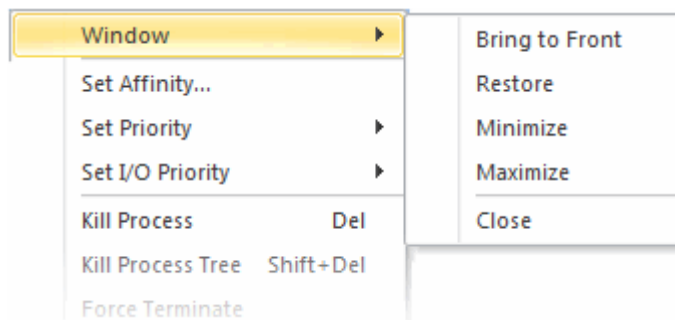 Window
Set Affinity...
Set Priority
Set I/O Priority
Kill Process Del
Kill Process Tree Shift+Del
Force Terminate
Bring to Front
Restore
Minimize
Maximize
Close